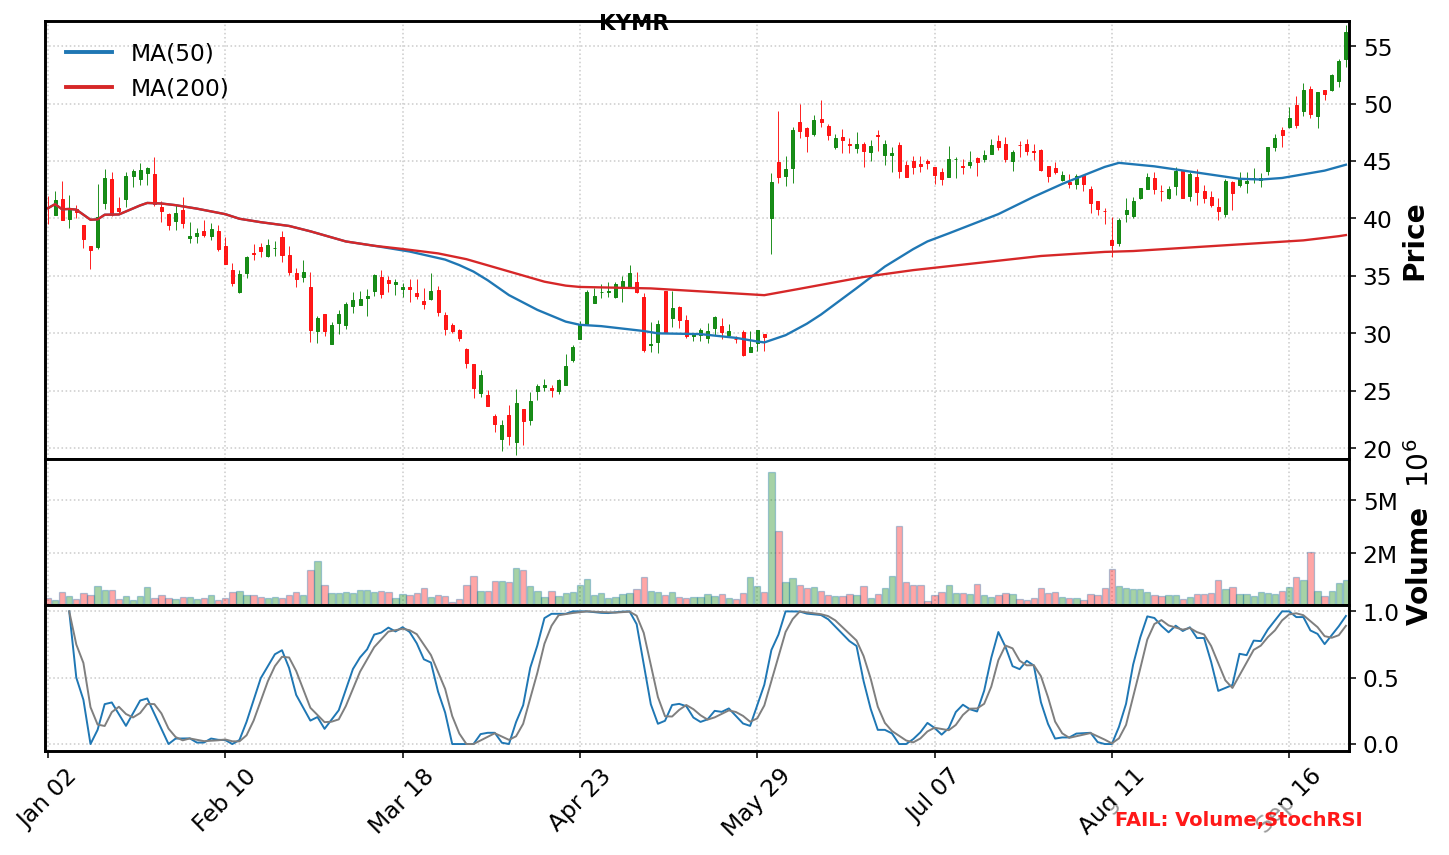 KYMR
MA(50)
MA(200)
55
50
45
40
35
30
25
20
Price
5M
2M
Volume 10^6
1.0
0.5
0.0
Jan 02
Feb 10
Mar 18
Apr 23
May 29
Jul 07
Aug 11
Sep 16
FAIL: Volume,StochRSI